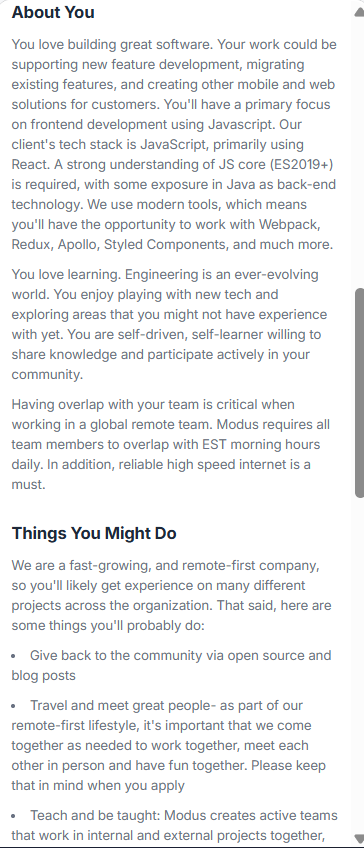 About You
You love building great software. Your work could be
supporting new feature development, migrating
existing features, and creating other mobile and web
solutions for customers. You'll have a primary focus
on frontend development using Javascript. Our
client's tech stack is JavaScript, primarily using
React. A strong understanding of JS core (ES2019+)
is required, with some exposure in Java as back-end
technology. We use modern tools, which means
you'll have the opportunity to work with Webpack,
Redux, Apollo, Styled Components, and much more.
You love learning. Engineering is an ever-evolving
world. You enjoy playing with new tech and
exploring areas that you might not have experience
with yet. You are self-driven, self-learner willing to
share knowledge and participate actively in your
community.
Having overlap with your team is critical when
working in a global remote team. Modus requires all
team members to overlap with EST morning hours
daily. In addition, reliable high speed internet is a
must.
Things You Might Do
We are a fast-growing, and remote-first company,
so you'll likely get experience on many different
projects across the organization. That said, here are
some things you'll probably do:
• Give back to the community via open source and
blog posts
• Travel and meet great people- as part of our
remote-first lifestyle, it's important that we come
together as needed to work together, meet each
other in person and have fun together. Please keep
that in mind when you apply
• Teach and be taught: Modus creates active teams
that work in internal and external projects together,